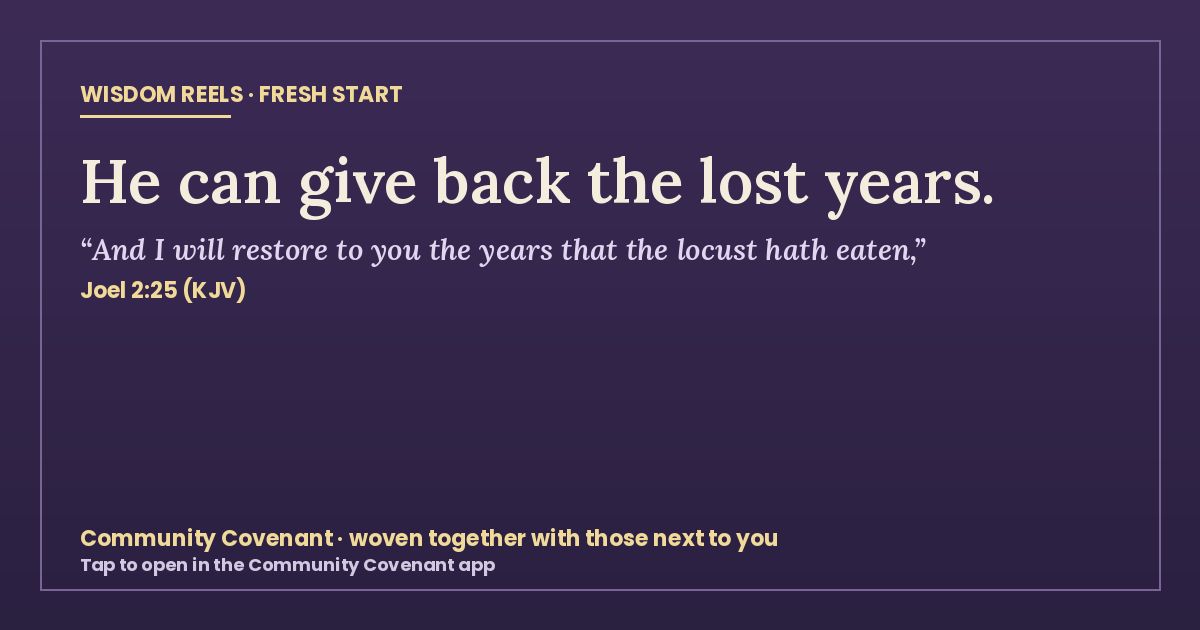 WISDOM REELS · FRESH START
He can give back the lost years.
“And I will restore to you the years that the locust hath eaten,”
Joel 2:25 (KJV)
Community Covenant · woven together with those next to you
Tap to open in the Community Covenant app